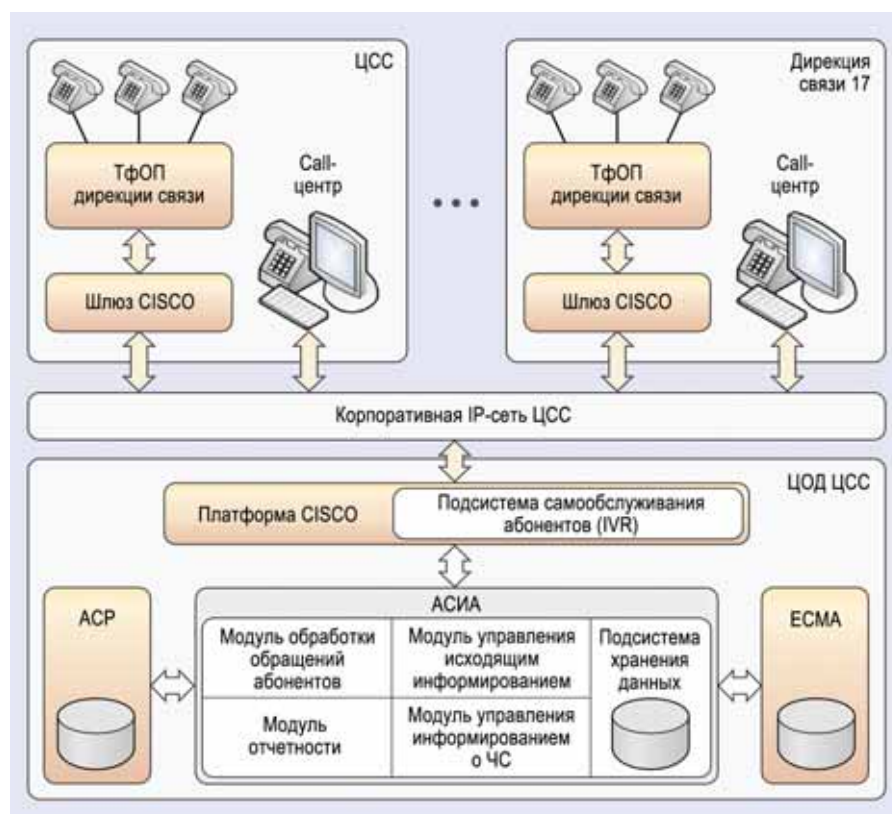 ЦСС
ТфОП
дирекции связи
Call-
центр
Шлюз CISCO
Дирекция
связи 17
ТфОП
дирекции связи
Call-
центр
Шлюз CISCO
Корпоративная IP-сеть ЦСС
ЦОД ЦСС
Платформа CISCO
Подсистема самообслуживания
абонентов (IVR)
АСР
АСИА
Модуль обработки
обращений
абонентов
Модуль управления
исходящим
информированием
Подсистема
хранения
данных
Модуль
отчетности
Модуль управления
информированием
о ЧС
ЕСМА